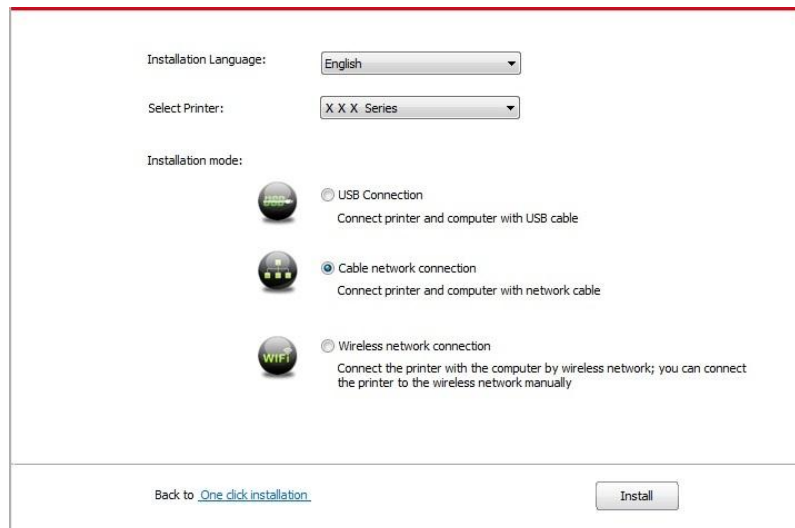 Installation Language:
English
Select Printer:
X X X Series
Installation mode:
USB
USB Connection
Connect printer and computer with USB cable
Cable network connection
Connect printer and computer with network cable
WiFi
Wireless network connection
Connect the printer with the computer by wireless network; you can connect
the printer to the wireless network manually
Back to One click installation
Install